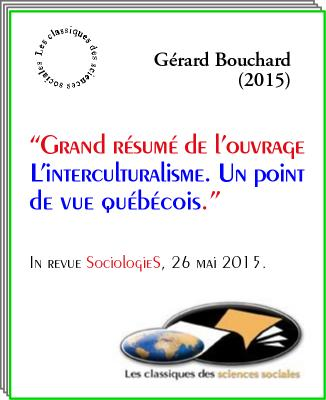 Les classiques des sciences sociales
Gérard Bouchard
(2015)
“Grand résumé de l’ouvrage
L’interculturalisme. Un point
de vue québécois.”
In revue SociologieS, 26 mai 2015.
Les classiques des sciences sociales